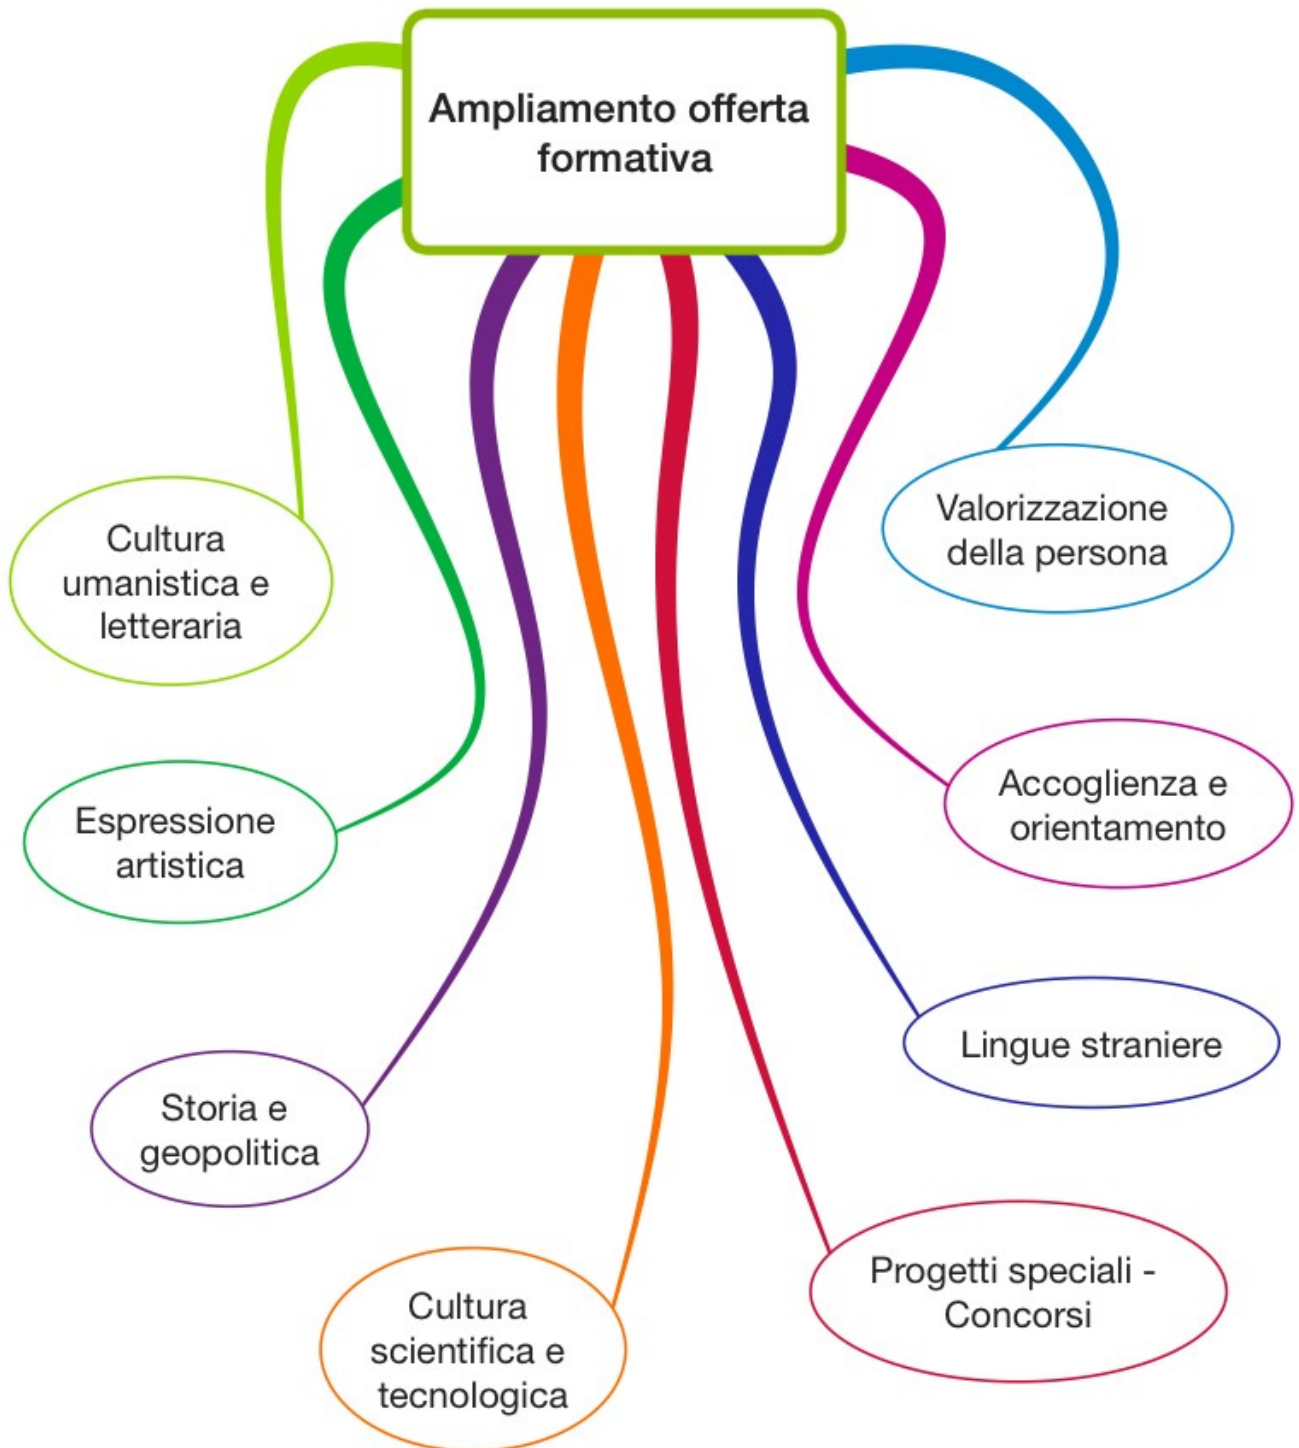 Ampliamento offerta
formativa
Cultura
umanistica e
letteraria
Espressione
artistica
Storia e
geopolitica
Cultura
scientifica e
tecnologica
Progetti speciali -
Concorsi
Lingue straniere
Accoglienza e
orientamento
Valorizzazione
della persona